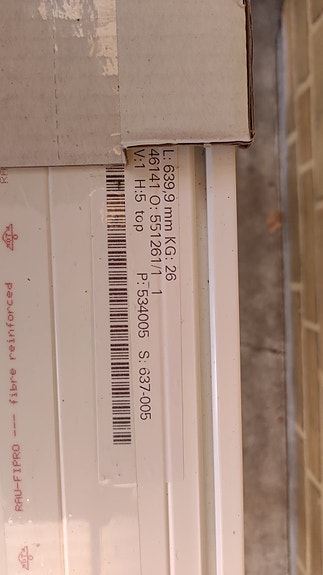 L: 639,9 mm KG: 26
46141 O: 551261/1 1
V:1 H:5 top P: 534005 S: 637-005
RAU-FIPRO --- fibre reinforced